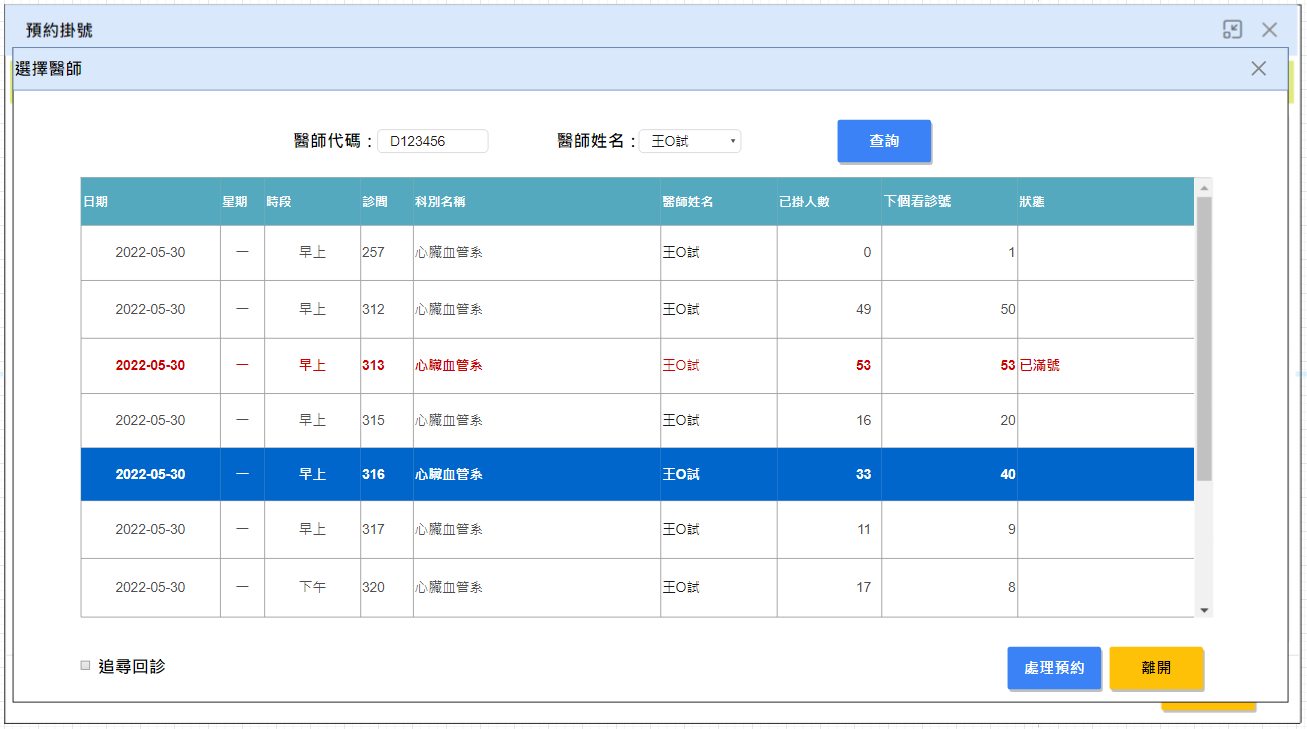 預約掛號
選擇醫師
醫師代碼： D123456 醫師姓名： 王O試 查詢
日期 星期 時段 診間 科別名稱 醫師姓名 已掛人數 下個看診號 狀態
2022-05-30 一 早上 257 心臟血管系 王O試 0 1
2022-05-30 一 早上 312 心臟血管系 王O試 49 50
2022-05-30 一 早上 313 心臟血管系 王O試 53 53 已滿號
2022-05-30 一 早上 315 心臟血管系 王O試 16 20
2022-05-30 一 早上 316 心臟血管系 王O試 33 40
2022-05-30 一 早上 317 心臟血管系 王O試 11 9
2022-05-30 一 下午 320 心臟血管系 王O試 17 8
追尋回診 處理預約 離開